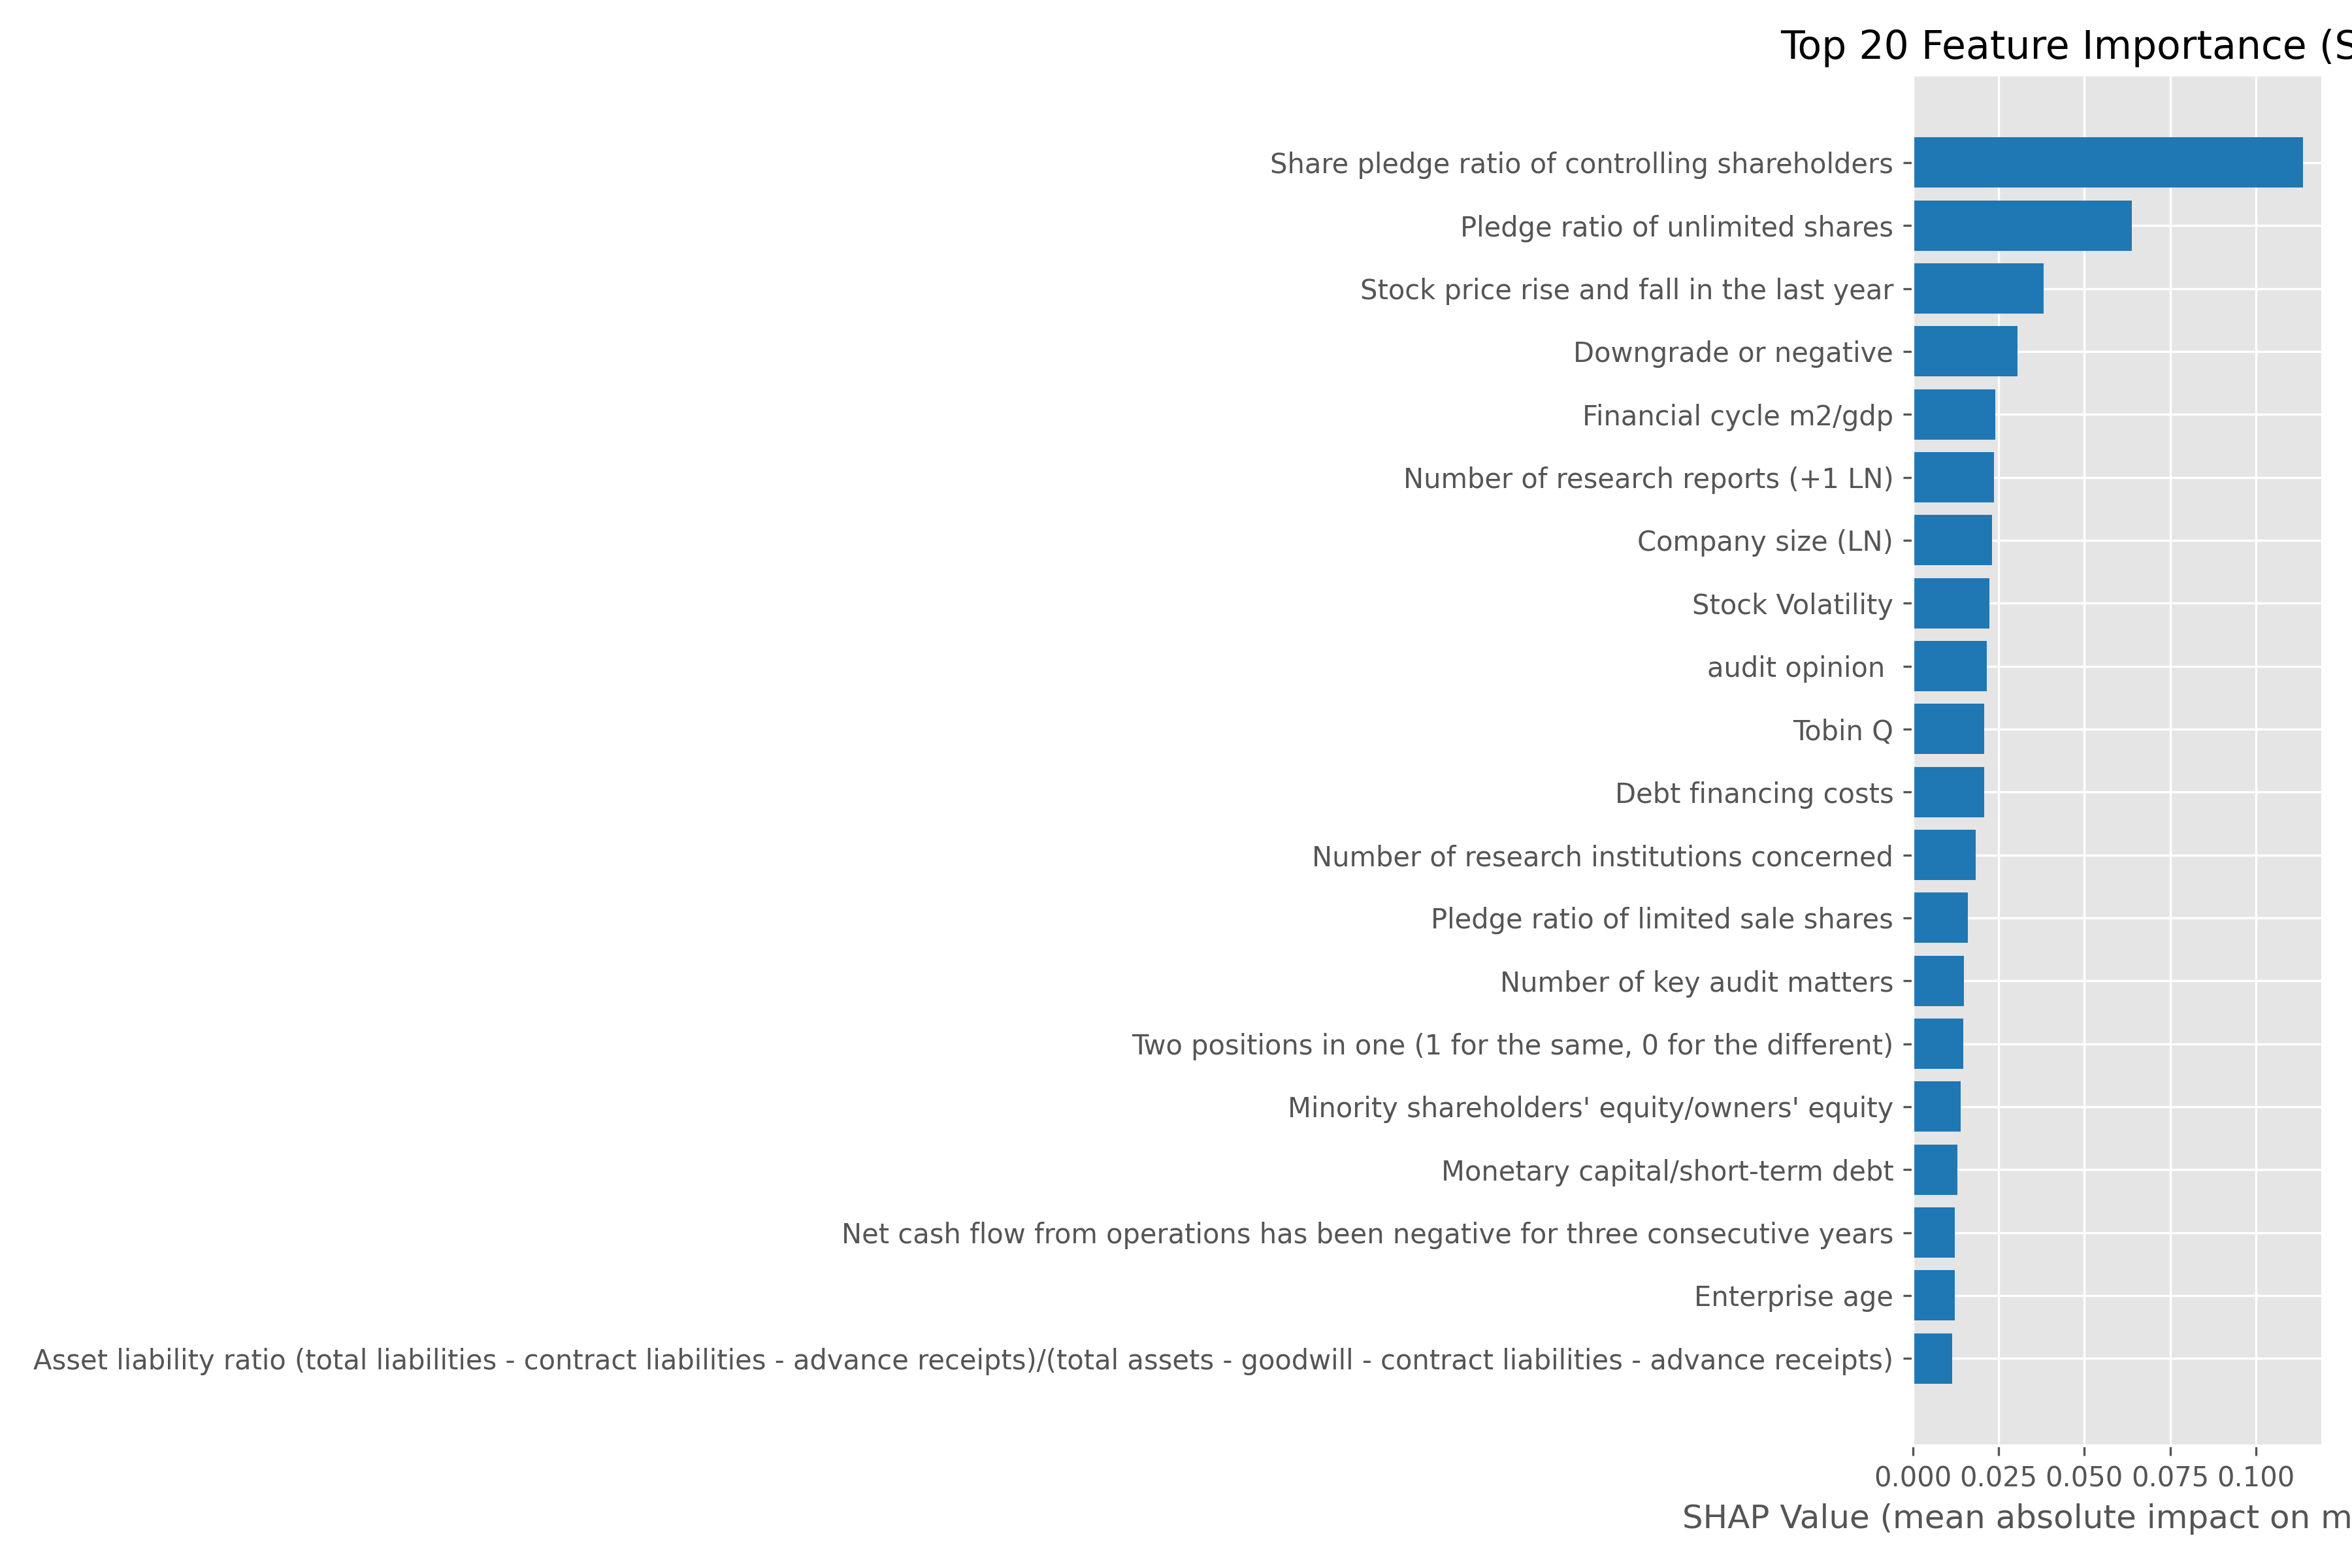 Top 20 Feature Importance (S
Share pledge ratio of controlling shareholders
Pledge ratio of unlimited shares
Stock price rise and fall in the last year
Downgrade or negative
Financial cycle m2/gdp
Number of research reports (+1 LN)
Company size (LN)
Stock Volatility
audit opinion
Tobin Q
Debt financing costs
Number of research institutions concerned
Pledge ratio of limited sale shares
Number of key audit matters
Two positions in one (1 for the same, 0 for the different)
Minority shareholders' equity/owners' equity
Monetary capital/short-term debt
Net cash flow from operations has been negative for three consecutive years
Enterprise age
Asset liability ratio (total liabilities - contract liabilities - advance receipts)/(total assets - goodwill - contract liabilities - advance receipts)
0.000 0.025 0.050 0.075 0.100
SHAP Value (mean absolute impact on m